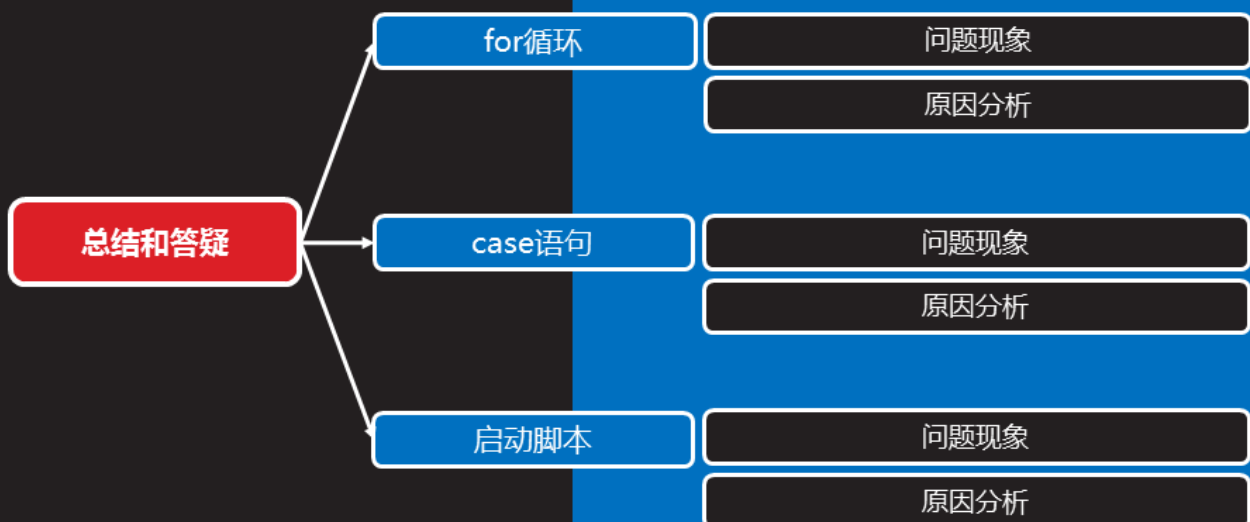 总结和答疑
for循环
问题现象
原因分析
case语句
问题现象
原因分析
启动脚本
问题现象
原因分析